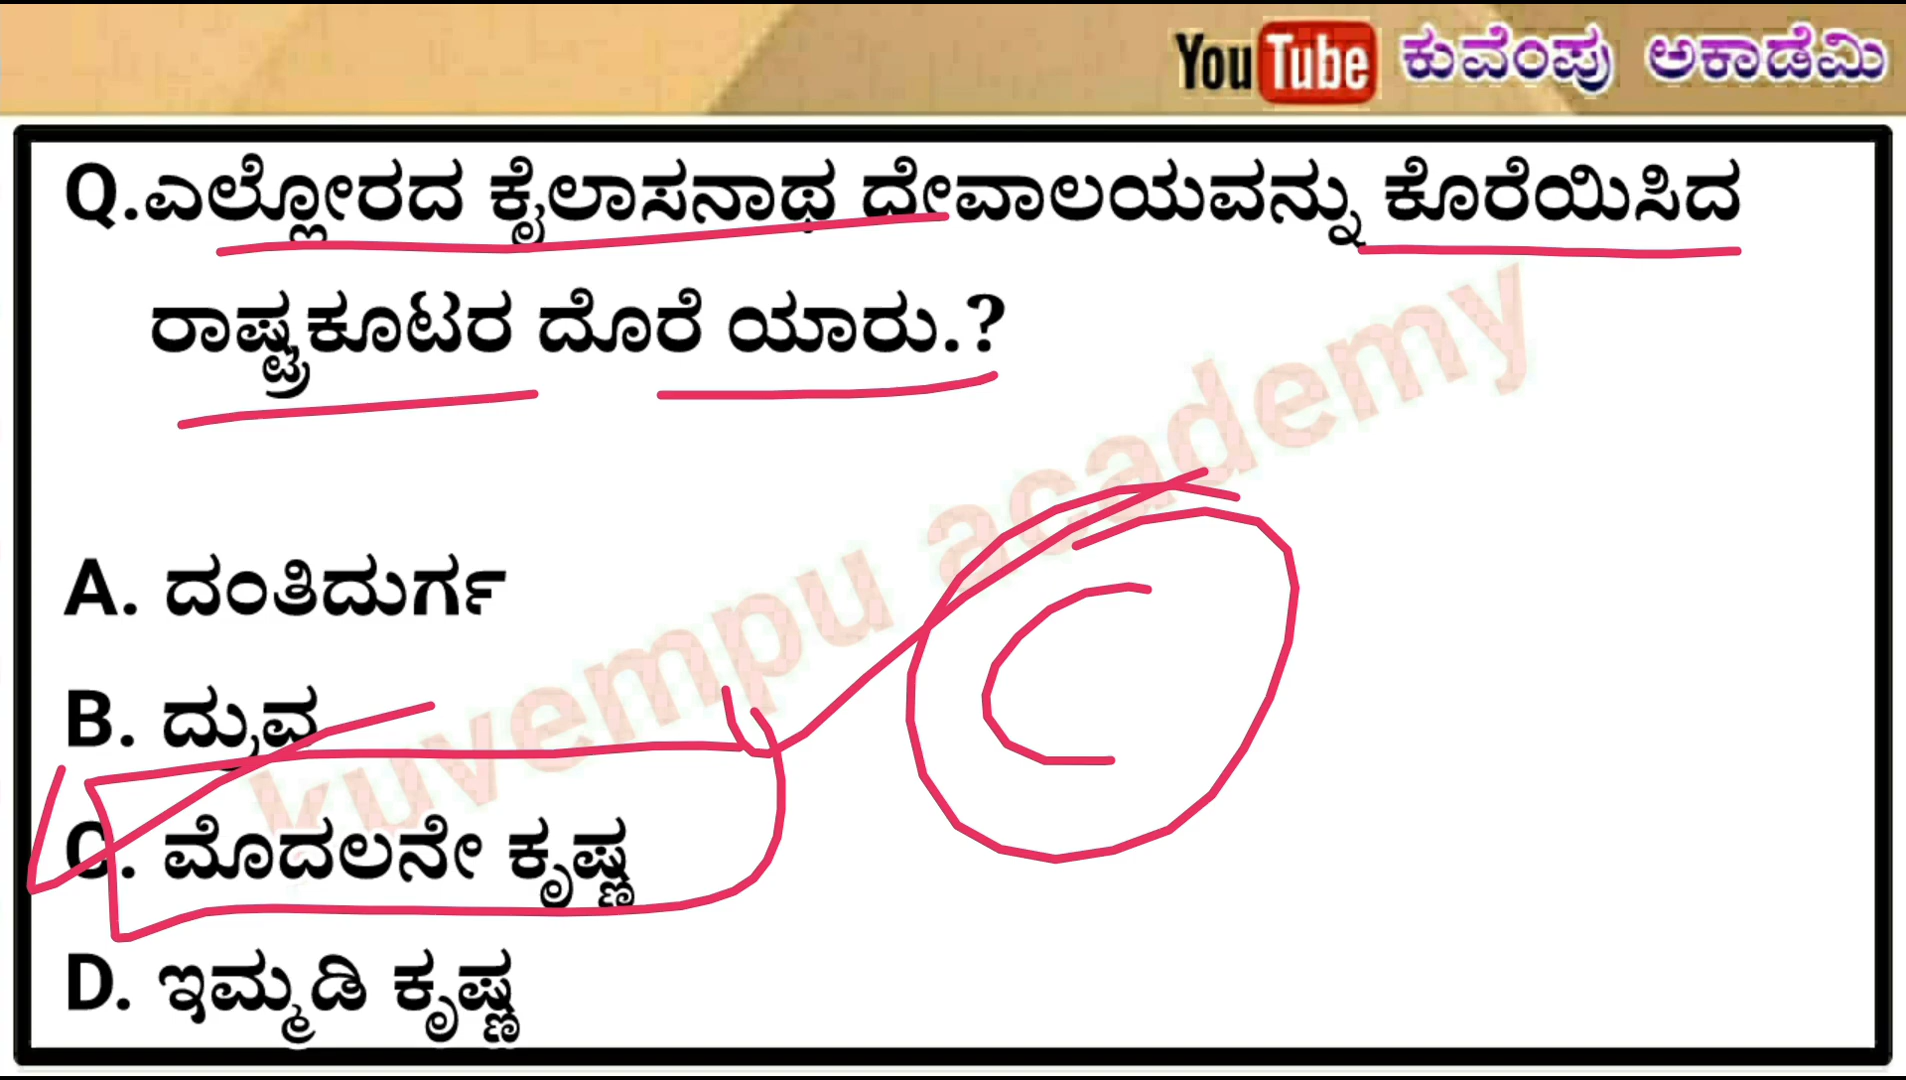 YouTube ಕುವೆಂಪು ಅಕಾಡೆಮಿ
Q.ಎಲ್ಲೋರದ ಕೈಲಾಸನಾಥ ದೇವಾಲಯವನ್ನು ಕೊರೆಯಿಸಿದ
ರಾಷ್ಟ್ರಕೂಟರ ದೊರೆ ಯಾರು.?
kuvempu academy
A. ದಂತಿದುರ್ಗ
B. ದ್ರುವ
C. ಮೊದಲನೇ ಕೃಷ್ಣ
C
D. ಇಮ್ಮಡಿ ಕೃಷ್ಣ